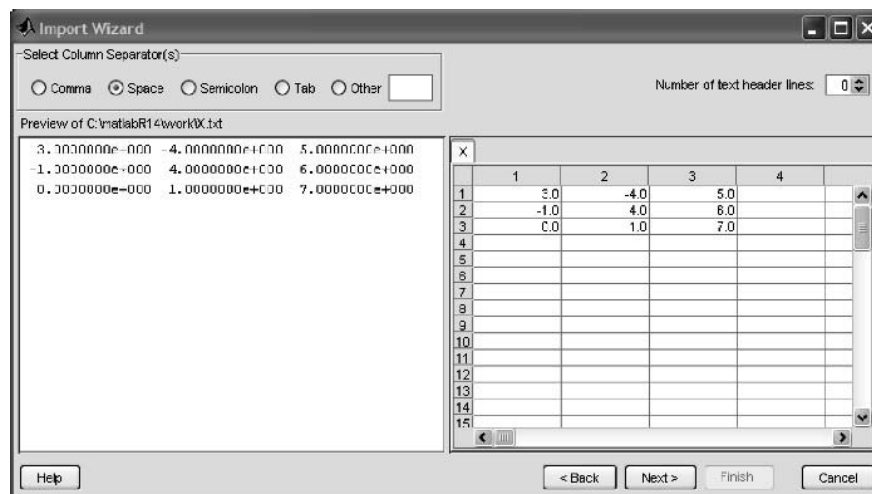 Import Wizard
Select Column Separator(s)
Comma Space Semicolon Tab Other
Number of text header lines: 0
Preview of C:\matlabR14\work\X.txt
3.0000000e+000 -4.0000000e+000 5.0000000e+000
-1.0000000e+000 4.0000000e+000 6.0000000e+000
0.0000000e+000 1.0000000e+000 7.0000000e+000
X
1 2 3 4
1 3.0 -4.0 5.0
2 -1.0 4.0 6.0
3 0.0 1.0 7.0
4
5
6
7
8
9
10
11
12
13
14
15
Help < Back Next > Finish Cancel